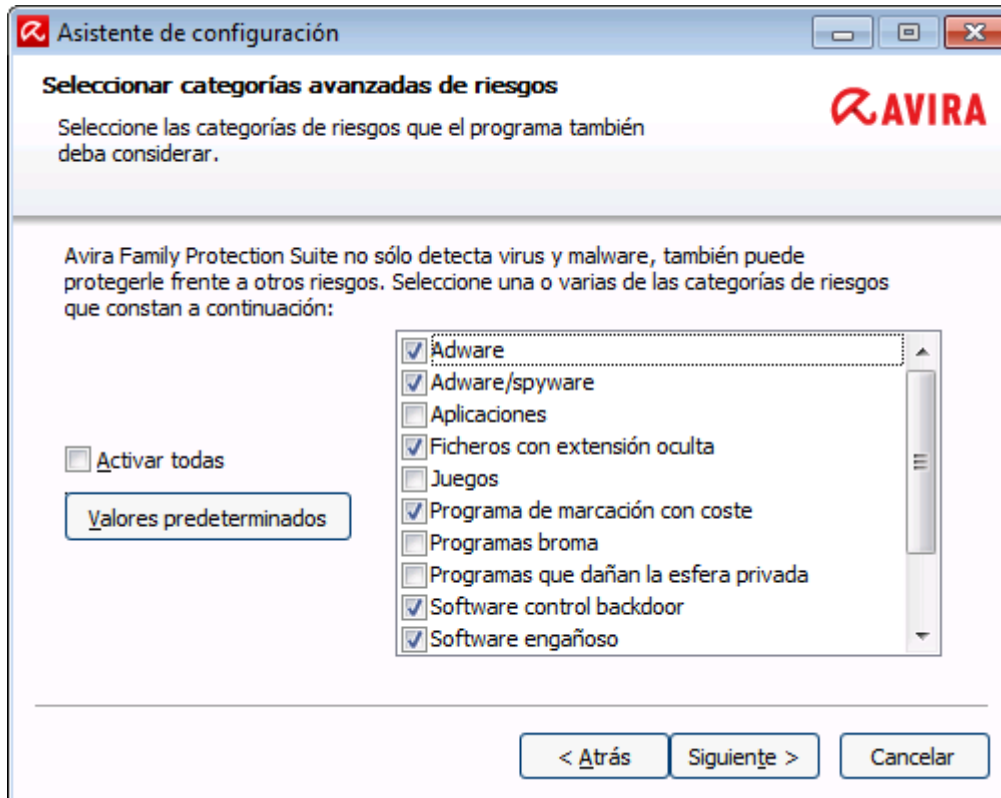 Asistente de configuración
Seleccionar categorías avanzadas de riesgos
Seleccione las categorías de riesgos que el programa también
deba considerar.
AVIRA
Avira Family Protection Suite no sólo detecta virus y malware, también puede
protegerle frente a otros riesgos. Seleccione una o varias de las categorías de riesgos
que constan a continuación:
Activar todas
Valores predeterminados
Adware
Adware/spyware
Aplicaciones
Ficheros con extensión oculta
Juegos
Programa de marcación con coste
Programas broma
Programas que dañan la esfera privada
Software control backdoor
Software engañoso
< Atrás
Siguiente >
Cancelar